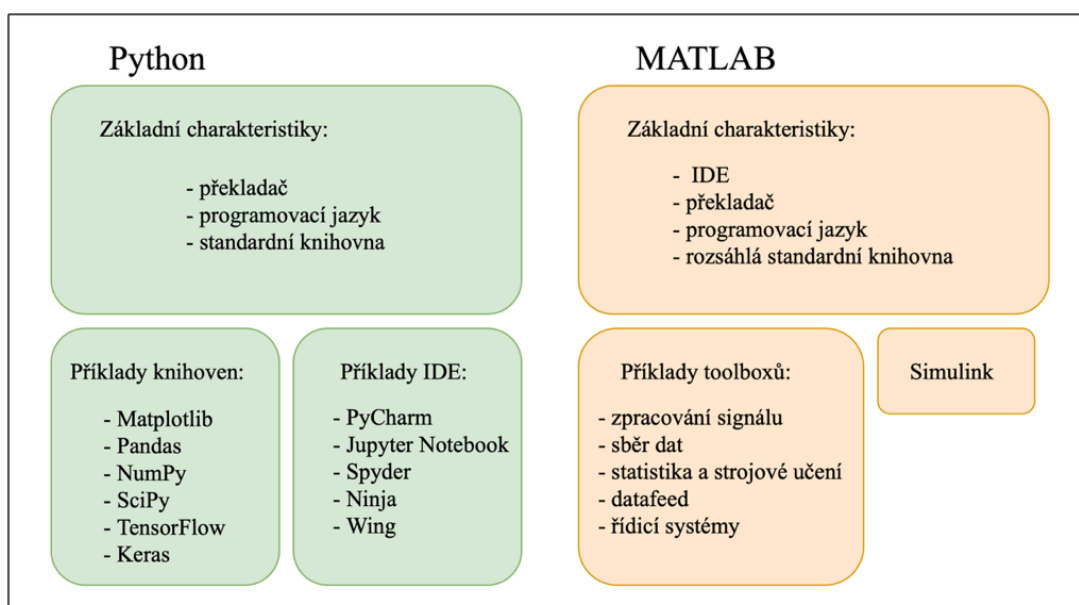 Python
Základní charakteristiky:
- překladač
- programovací jazyk
- standardní knihovna
Příklady knihoven:
- Matplotlib
- Pandas
- NumPy
- SciPy
- TensorFlow
- Keras
Příklady IDE:
- PyCharm
- Jupyter Notebook
- Spyder
- Ninja
- Wing
MATLAB
Základní charakteristiky:
- IDE
- překladač
- programovací jazyk
- rozsáhlá standardní knihovna
Příklady toolboxů:
- zpracování signálu
- sběr dat
- statistika a strojové učení
- datafeed
- řídicí systémy
Simulink